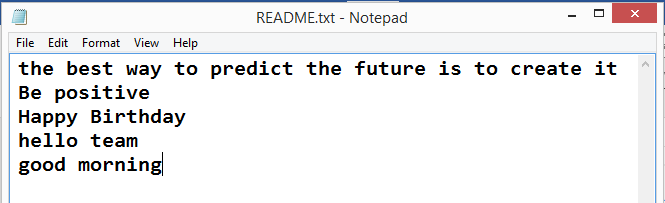 README.txt - Notepad
File Edit Format View Help
the best way to predict the future is to create it
Be positive
Happy Birthday
hello team
good morning